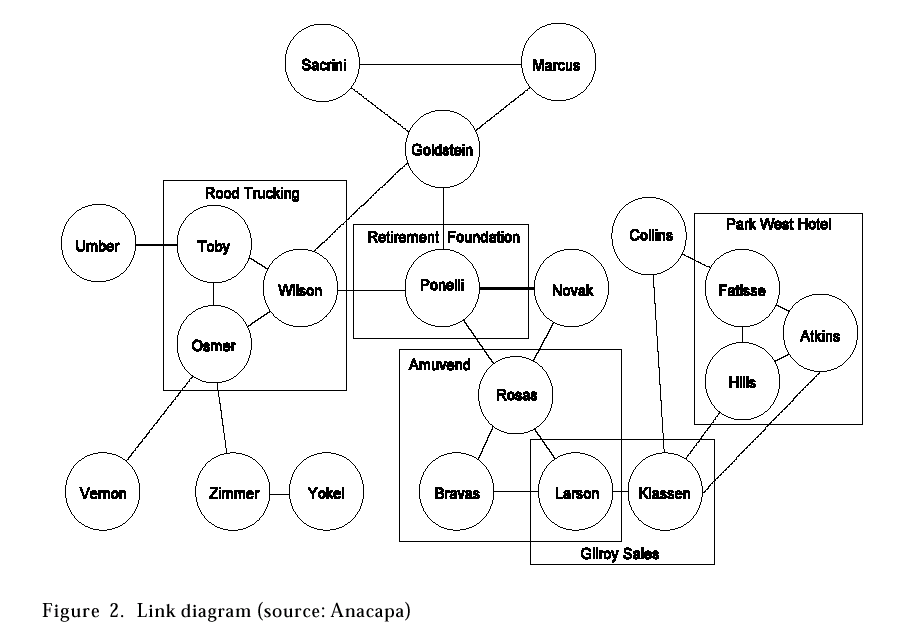 Sacrini
Marcus
Goldstein
Rood Trucking
Umber
Toby
Wilson
Osmer
Retirement Foundation
Ponelli
Novak
Collins
Park West Hotel
Fatisse
Atkins
Hills
Amuvend
Rosas
Vernon
Zimmer
Yokel
Bravas
Larson
Klassen
Gilroy Sales
Figure 2. Link diagram (source: Anacapa)